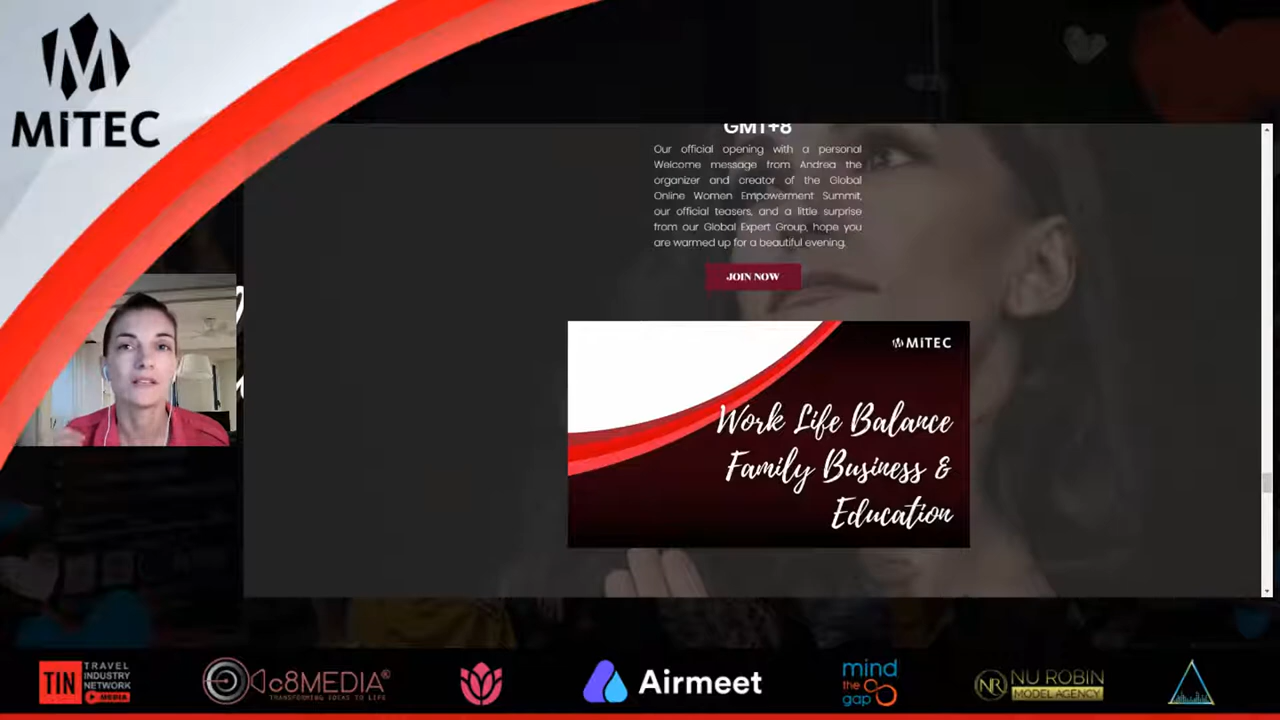 MiTEC
GMT+8
Our official opening with a personal
Welcome message from Andrea the
organizer and creator of the Global
Online Women Empowerment Summit,
our official teasers, and a little surprise
from our Global Expert Group, hope you
are warmed up for a beautiful evening.
JOIN NOW
MiTEC
Work Life Balance
Family Business &
Education
TIN TRAVEL
INDUSTRY
NETWORK
MEDIA
c8MEDIA®
TRANSFORMING IDEAS TO LIFE
Airmeet
mind
the
gap
NR NU ROBIN
MODEL AGENCY